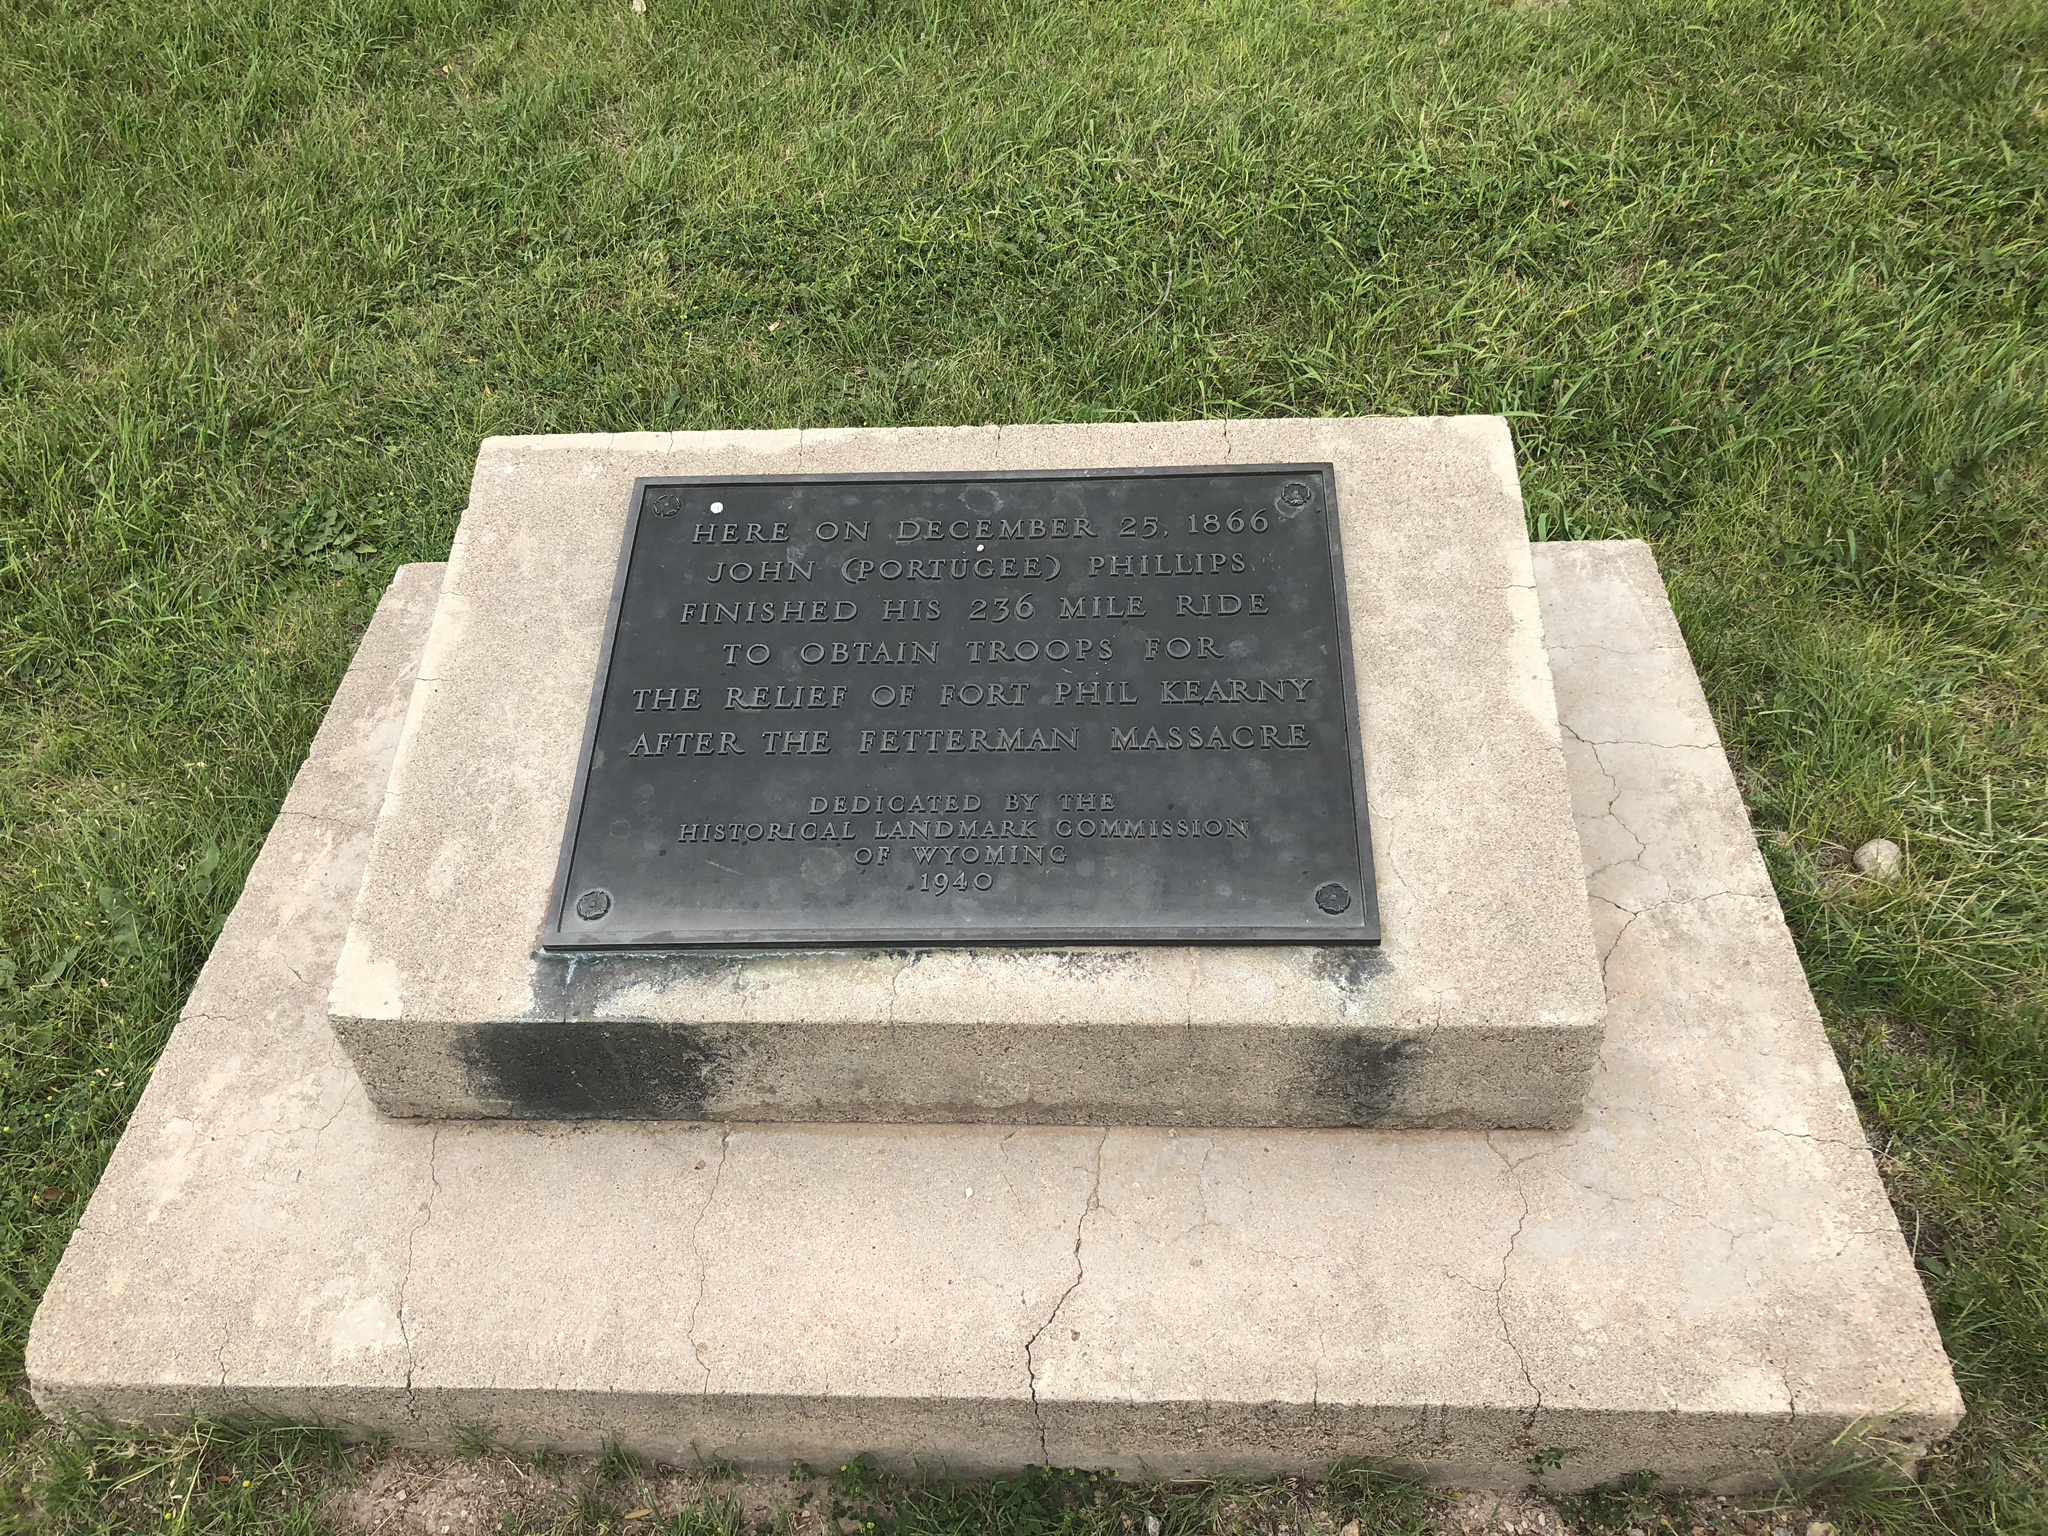 HERE ON DECEMBER 25, 1866
JOHN (PORTUGEE) PHILLIPS
FINISHED HIS 236 MILE RIDE
TO OBTAIN TROOPS FOR
THE RELIEF OF FORT PHIL KEARNY
AFTER THE FETTERMAN MASSACRE
DEDICATED BY THE
HISTORICAL LANDMARK COMMISSION
OF WYOMING
1940